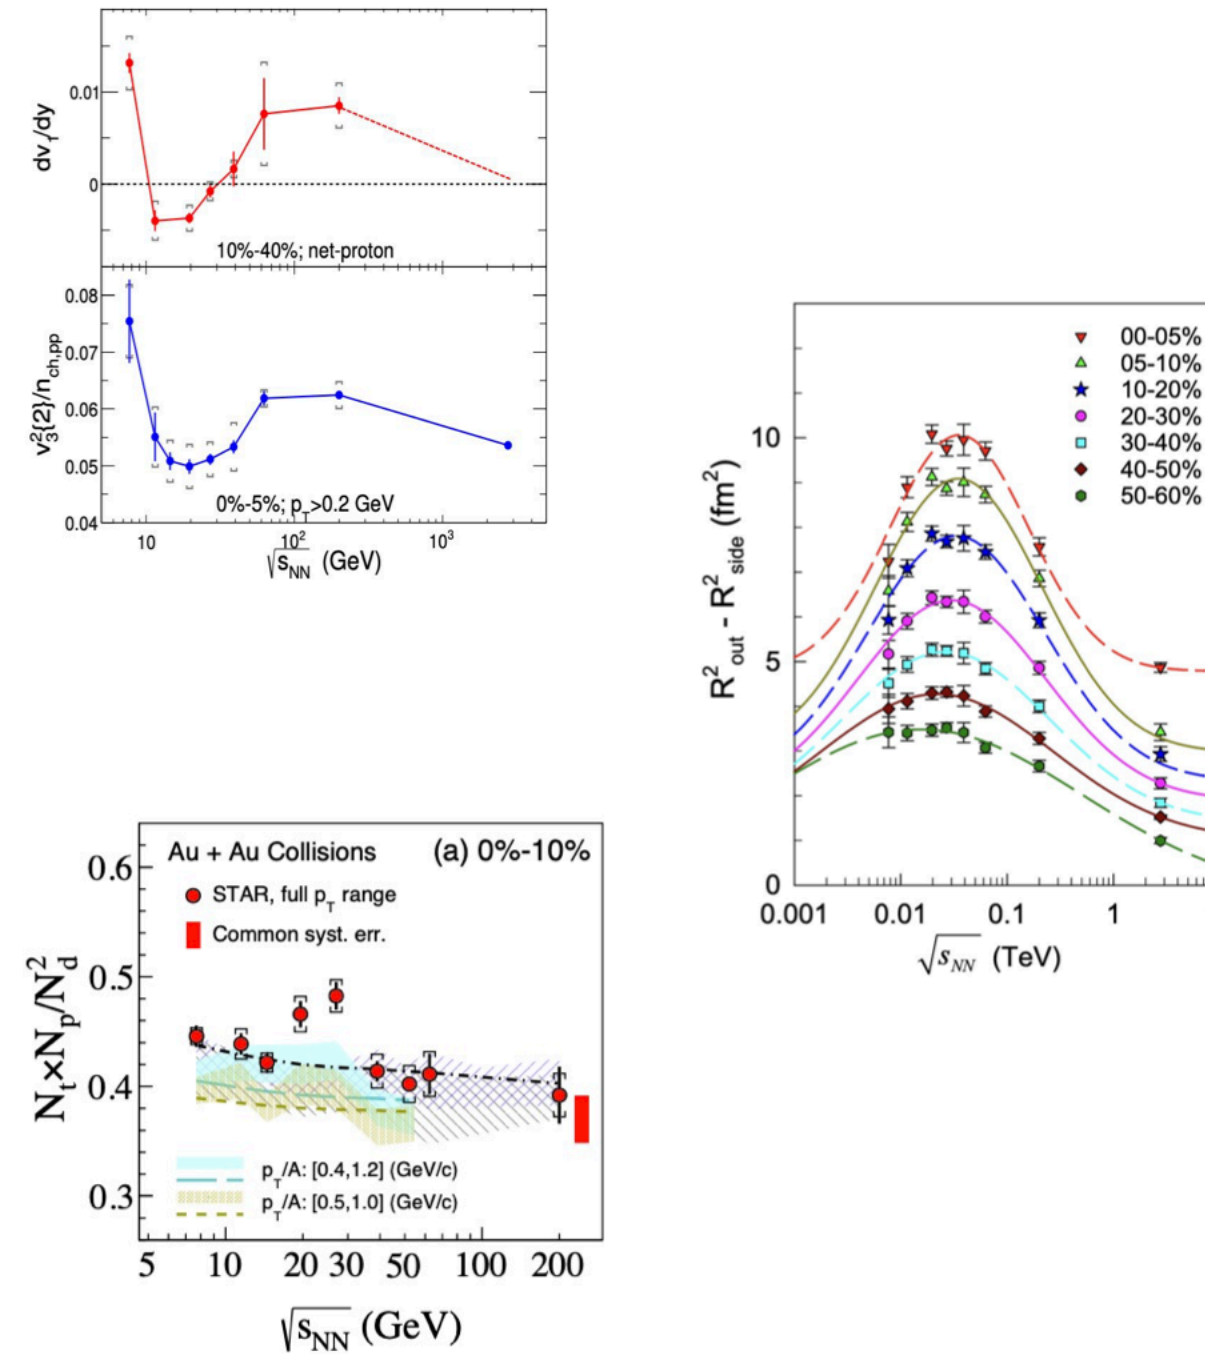 0.01
dv₁/dy
0
10%-40%; net-proton
0.08
0.07
0.06
0.05
0.04
v₃²{2}/n_ch,pp
0%-5%; p_T>0.2 GeV
10 10² 10³
√s_NN (GeV)
00-05%
05-10%
10-20%
20-30%
30-40%
40-50%
50-60%
10
5
0
R²_out - R²_side (fm²)
0.001 0.01 0.1 1
√s_NN (TeV)
Au + Au Collisions (a) 0%-10%
STAR, full p_T range
Common syst. err.
0.6
0.5
0.4
0.3
N_t×N_p/N_d²
p_T/A: [0.4,1.2] (GeV/c)
p_T/A: [0.5,1.0] (GeV/c)
5 10 20 30 50 100 200
√s_NN (GeV)